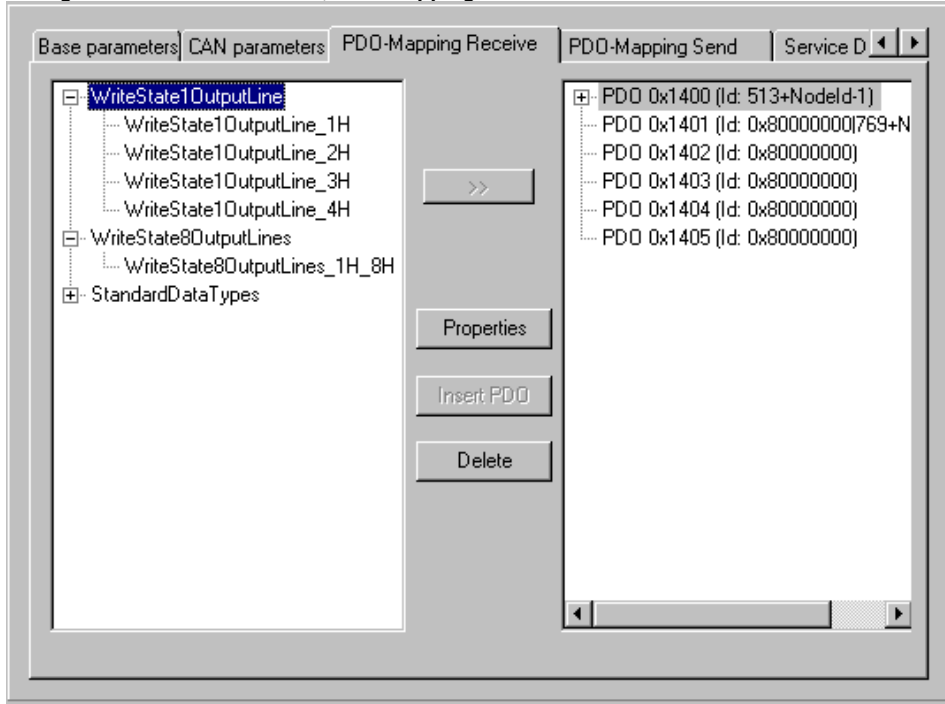 Base parameters
CAN parameters
PDO-Mapping Receive
PDO-Mapping Send
Service D
WriteState1OutputLine
WriteState1OutputLine_1H
WriteState1OutputLine_2H
WriteState1OutputLine_3H
WriteState1OutputLine_4H
WriteState8OutputLines
WriteState8OutputLines_1H_8H
StandardDataTypes
>>
Properties
Insert PDO
Delete
PDO 0x1400 (Id: 513+NodeId-1)
PDO 0x1401 (Id: 0x80000000|769+N
PDO 0x1402 (Id: 0x80000000)
PDO 0x1403 (Id: 0x80000000)
PDO 0x1404 (Id: 0x80000000)
PDO 0x1405 (Id: 0x80000000)